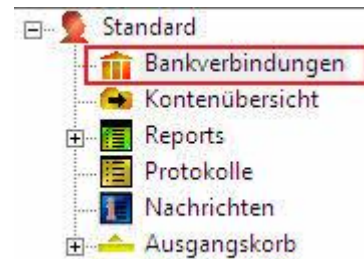 Standard
Bankverbindungen
Kontenübersicht
Reports
Protokolle
Nachrichten
Ausgangskorb